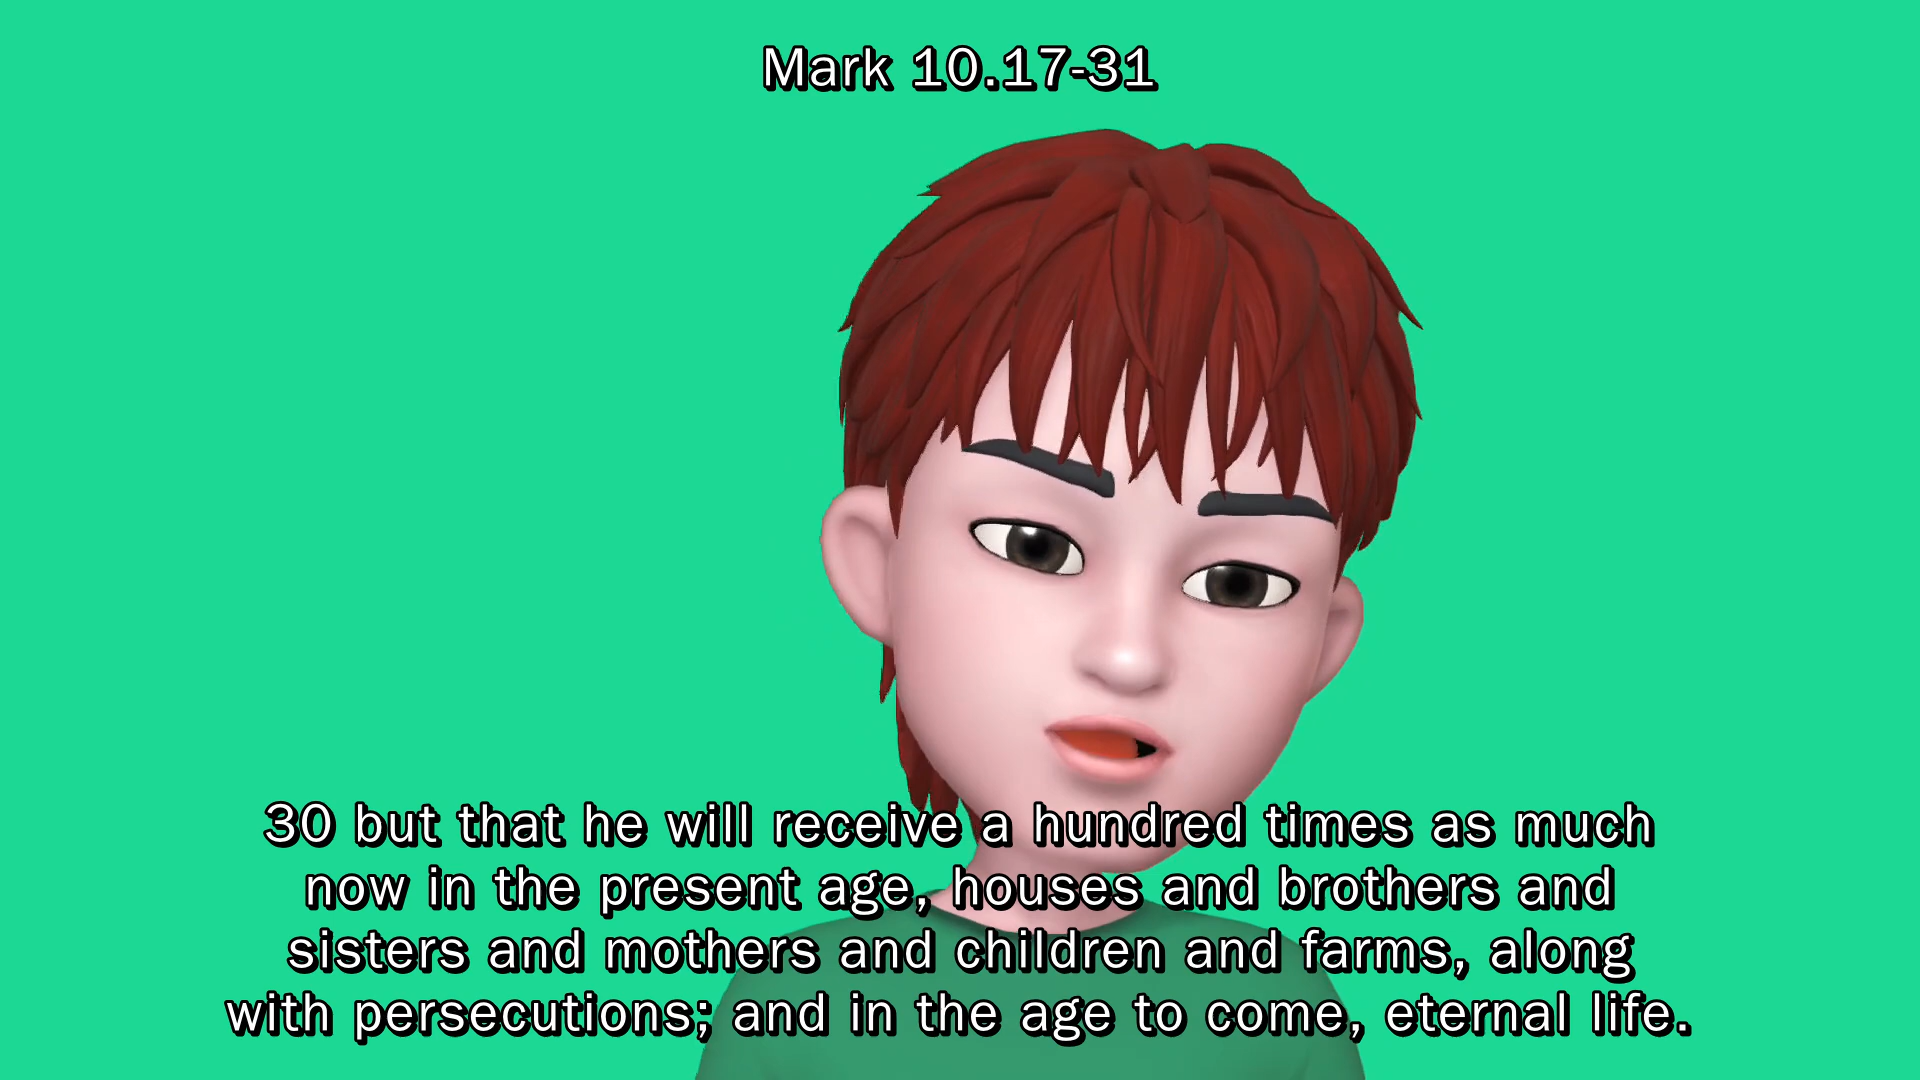 Mark 10.17-31
30 but that he will receive a hundred times as much
now in the present age, houses and brothers and
sisters and mothers and children and farms, along
with persecutions; and in the age to come, eternal life.